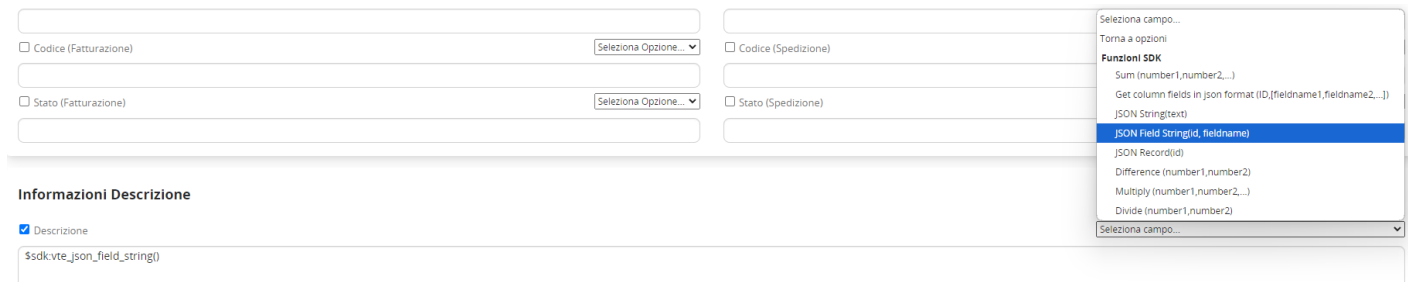 Seleziona campo...
Torna a opzioni
Funzioni SDK
Sum (number1,number2,...)
Get column fields in json format (ID,[fieldname1,fieldname2,...])
JSON String(text)
JSON Field String(id, fieldname)
JSON Record(id)
Difference (number1,number2)
Multiply (number1,number2,...)
Divide (number1,number2)
Seleziona campo...
Codice (Fatturazione)
Seleziona Opzione...
Codice (Spedizione)
Stato (Fatturazione)
Seleziona Opzione...
Stato (Spedizione)
Informazioni Descrizione
Descrizione
$sdk:vte_json_field_string()